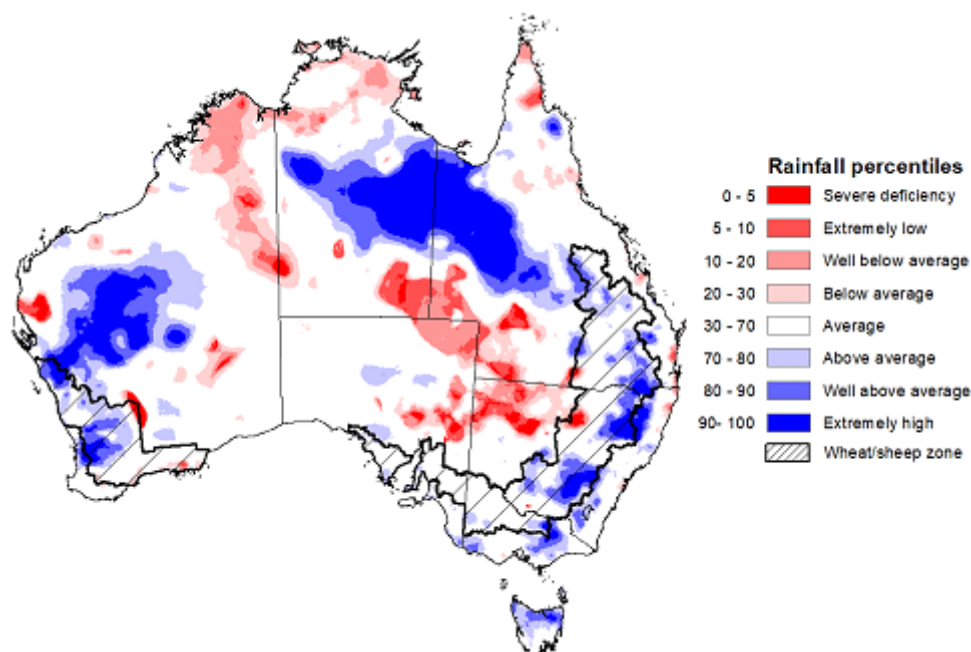 Rainfall percentiles
0 - 5 Severe deficiency
5 - 10 Extremely low
10 - 20 Well below average
20 - 30 Below average
30 - 70 Average
70 - 80 Above average
80 - 90 Well above average
90- 100 Extremely high
Wheat/sheep zone